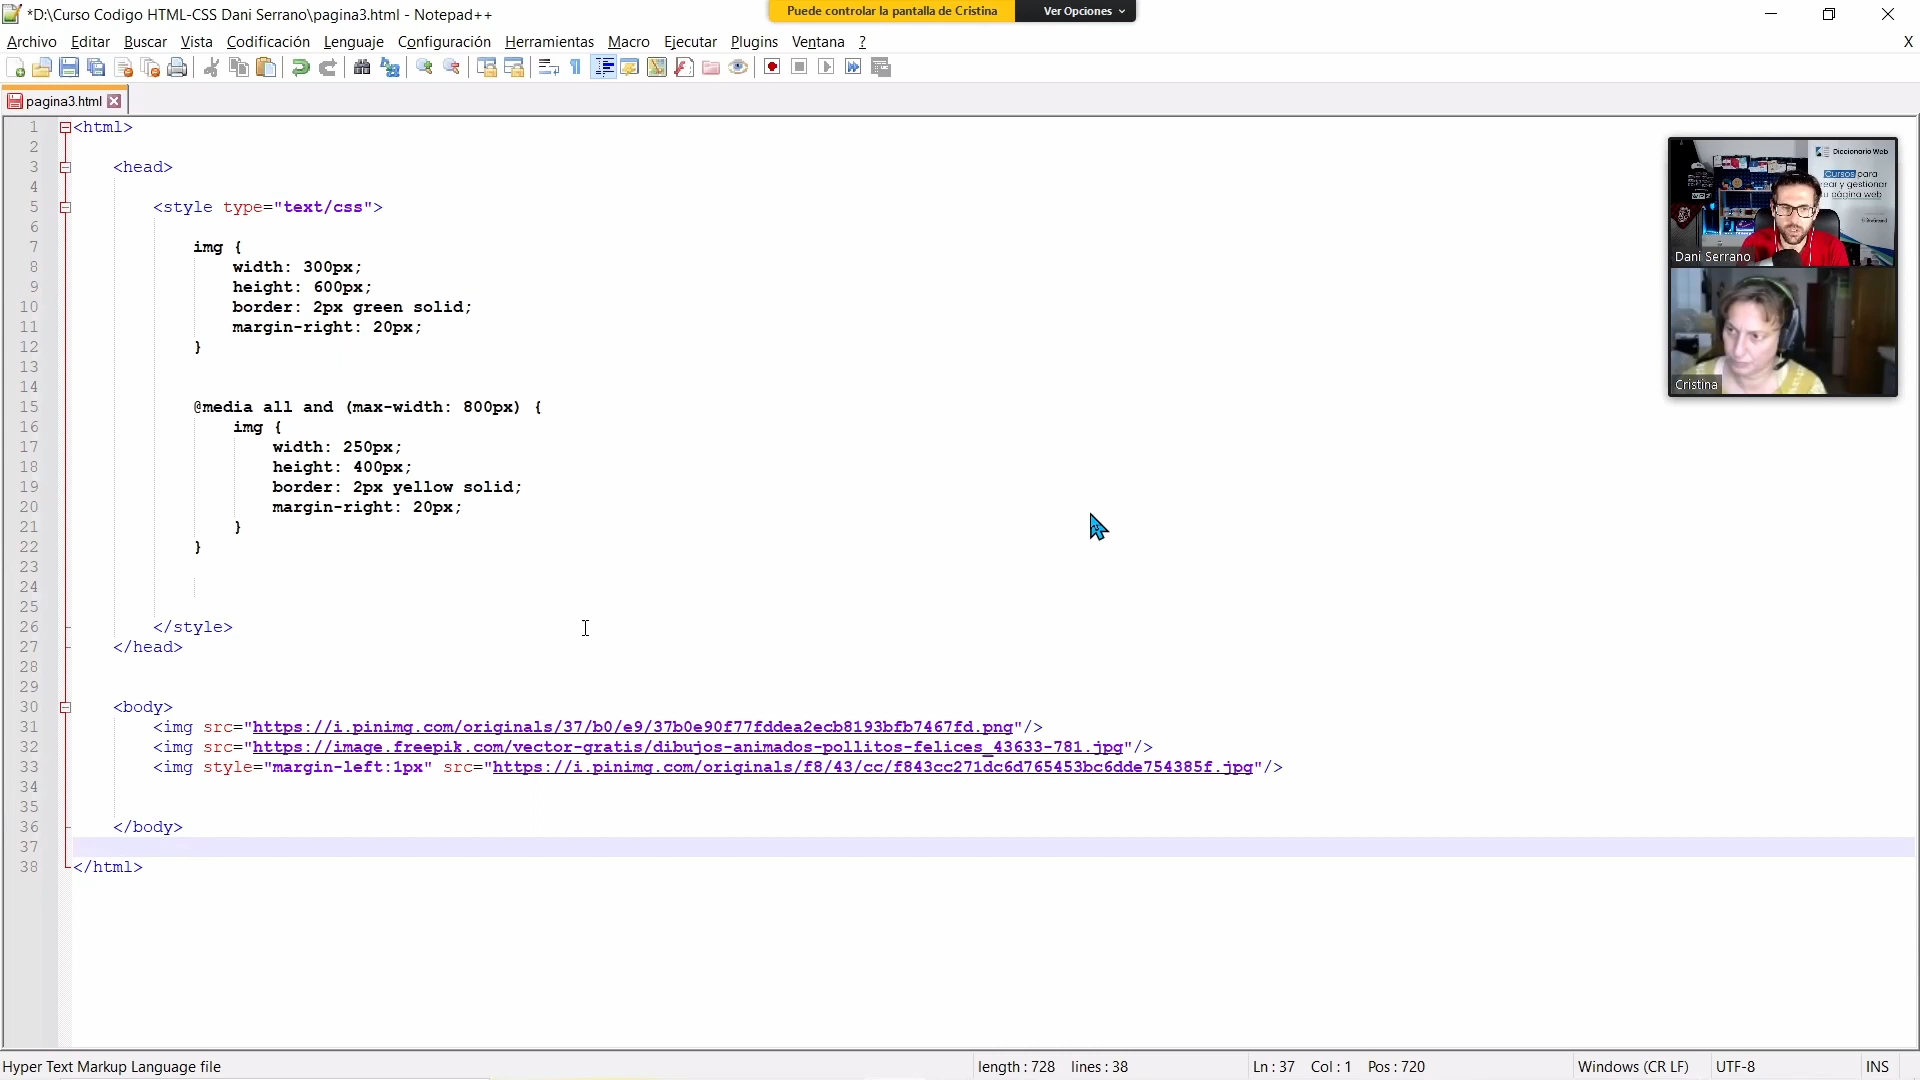 *D:\Curso Codigo HTML-CSS Dani Serrano\pagina3.html - Notepad++
Puede controlar la pantalla de Cristina
Ver Opciones
Archivo Editar Buscar Vista Codificación Lenguaje Configuración Herramientas Macro Ejecutar Plugins Ventana ?
X
pagina3.html
1 <html>
2
3 <head>
4
5 <style type="text/css">
6
7 img {
8 width: 300px;
9 height: 600px;
10 border: 2px green solid;
11 margin-right: 20px;
12 }
13
14
15 @media all and (max-width: 800px) {
16 img {
17 width: 250px;
18 height: 400px;
19 border: 2px yellow solid;
20 margin-right: 20px;
21 }
22 }
23
24
25
26 </style>
27 </head>
28
29
30 <body>
31 <img src="https://i.pinimg.com/originals/37/b0/e9/37b0e90f77fddea2ecb8193bfb7467fd.png"/>
32 <img src="https://image.freepik.com/vector-gratis/dibujos-animados-pollitos-felices_43633-781.jpg"/>
33 <img style="margin-left:1px" src="https://i.pinimg.com/originals/f8/43/cc/f843cc271dc6d765453bc6dde754385f.jpg"/>
34
35
36 </body>
37
38 </html>
Diccionario Web
Cursos para
crear y gestionar
tu página web
Dani Serrano
Cristina
Hyper Text Markup Language file
length : 728 lines : 38
Ln : 37 Col : 1 Pos : 720
Windows (CR LF)
UTF-8
INS